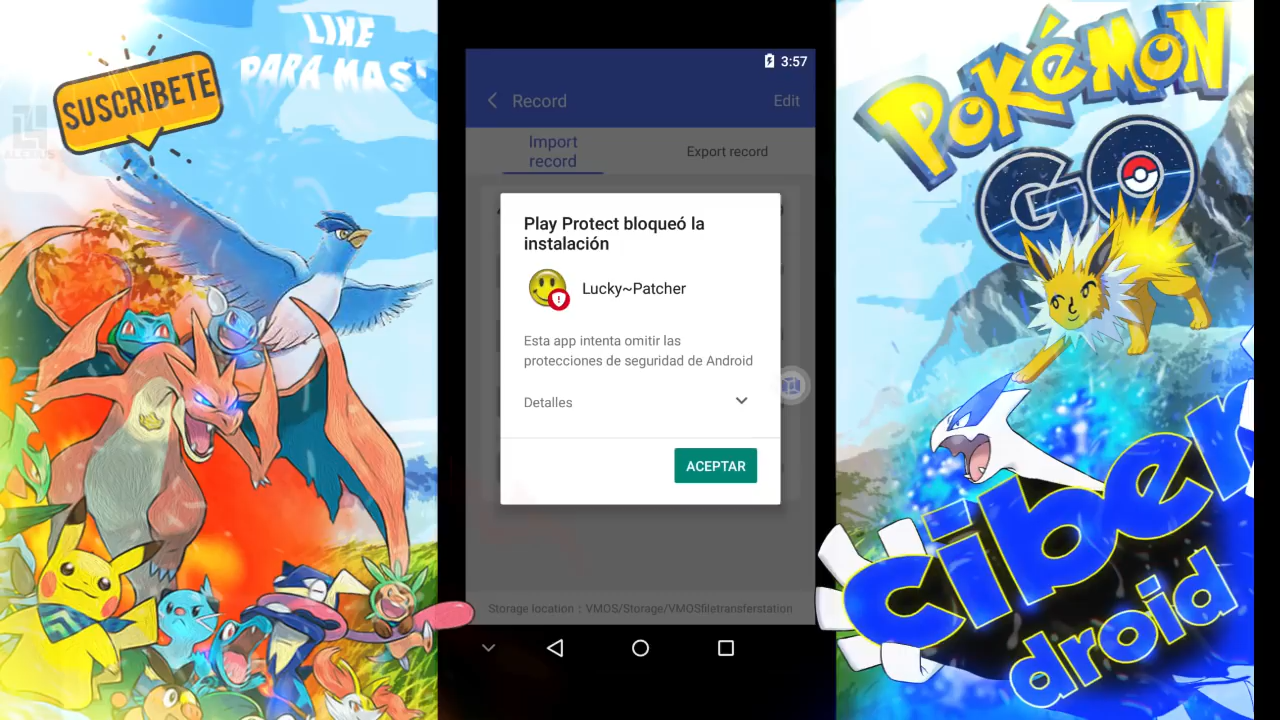 LIKE
PARA MAS
SUSCRIBETE
3:57
Record
Edit
Import
record
Export record
Play Protect bloqueó la
instalación
Lucky~Patcher
Esta app intenta omitir las
protecciones de seguridad de Android
Detalles
ACEPTAR
Storage location：VMOS/Storage/VMOSfiletransferstation
POKÉMON
GO
ciber
droid